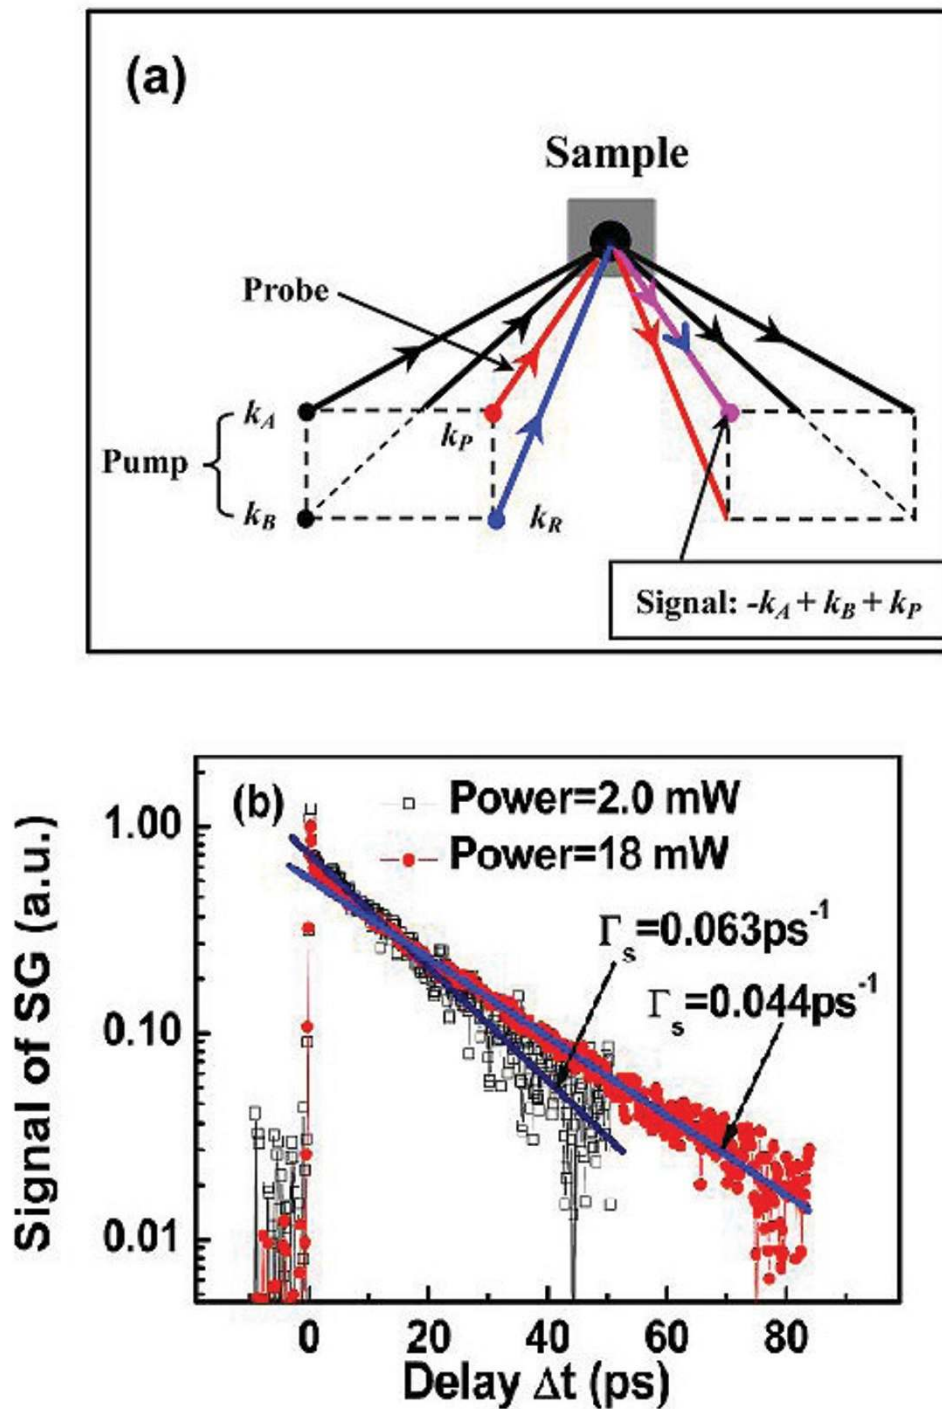 (a)
Sample
Probe
k_A
k_P
Pump
k_B
k_R
Signal: -k_A + k_B + k_P
(b)
Power=2.0 mW
Power=18 mW
Γ_s=0.063ps^-1
Γ_s=0.044ps^-1
1.00
0.10
0.01
Signal of SG (a.u.)
0 20 40 60 80
Delay Δt (ps)